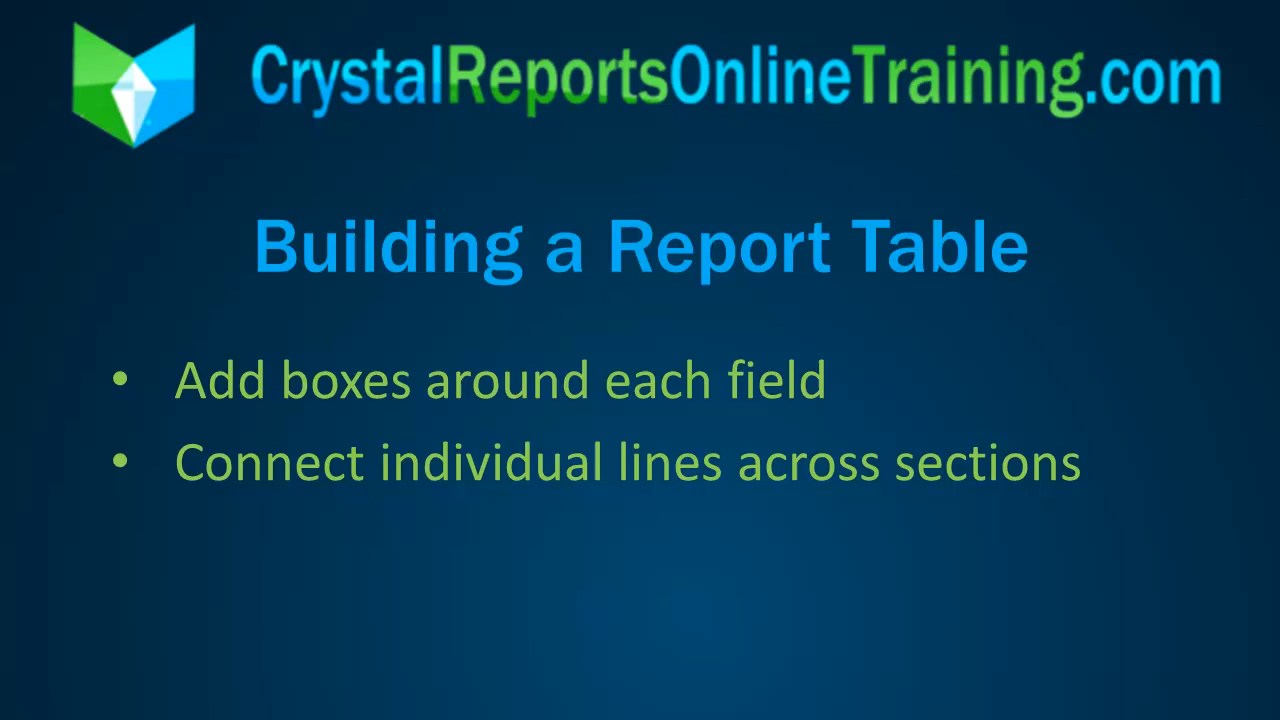 CrystalReportsOnlineTraining.com
Building a Report Table
• Add boxes around each field
• Connect individual lines across sections